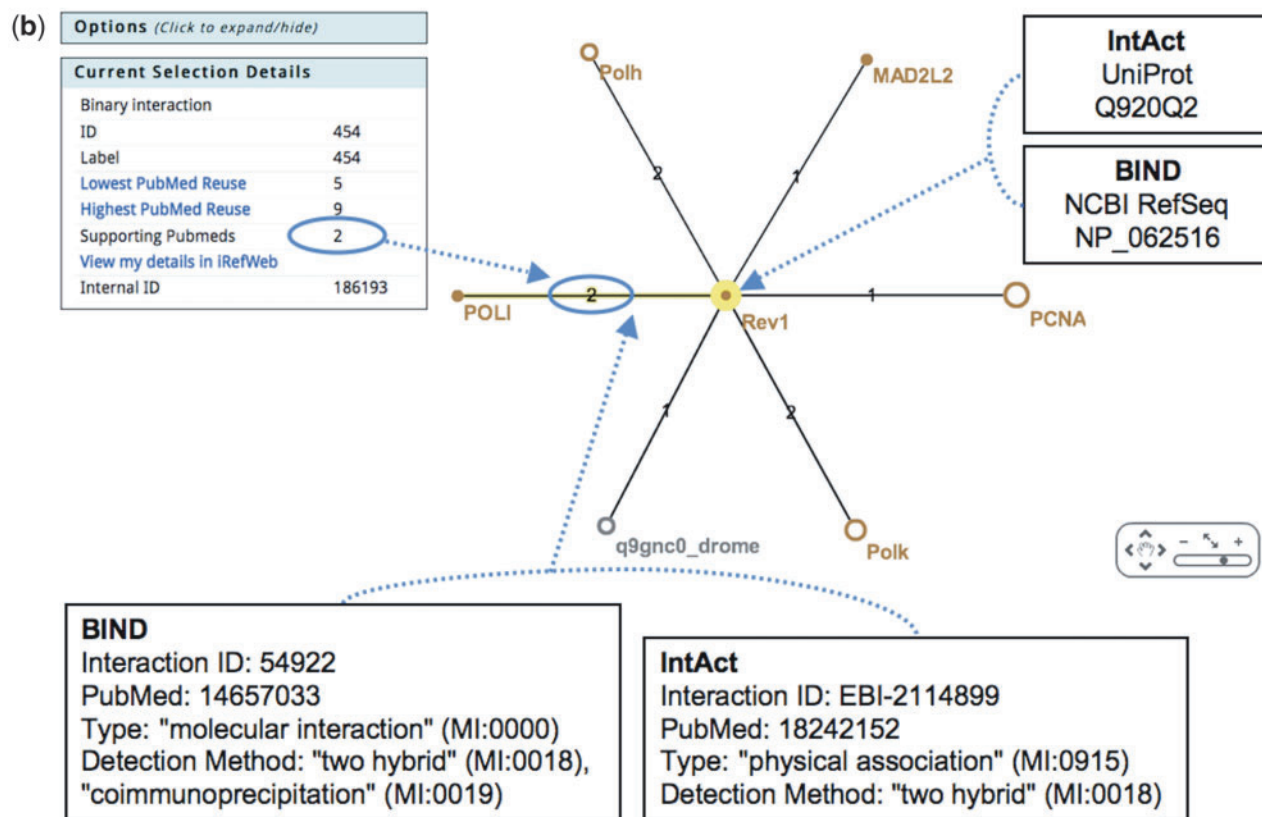 (b)
Options (Click to expand/hide)
Current Selection Details
Binary interaction
ID 454
Label 454
Lowest PubMed Reuse 5
Highest PubMed Reuse 9
Supporting Pubmeds 2
View my details in iRefWeb
Internal ID 186193
Polh
MAD2L2
2
1
IntAct
UniProt
Q920Q2
BIND
NCBI RefSeq
NP_062516
POLI
2
Rev1
1
PCNA
1
2
q9gnc0_drome
Polk
- +
BIND
Interaction ID: 54922
PubMed: 14657033
Type: "molecular interaction" (MI:0000)
Detection Method: "two hybrid" (MI:0018),
"coimmunoprecipitation" (MI:0019)
IntAct
Interaction ID: EBI-2114899
PubMed: 18242152
Type: "physical association" (MI:0915)
Detection Method: "two hybrid" (MI:0018)